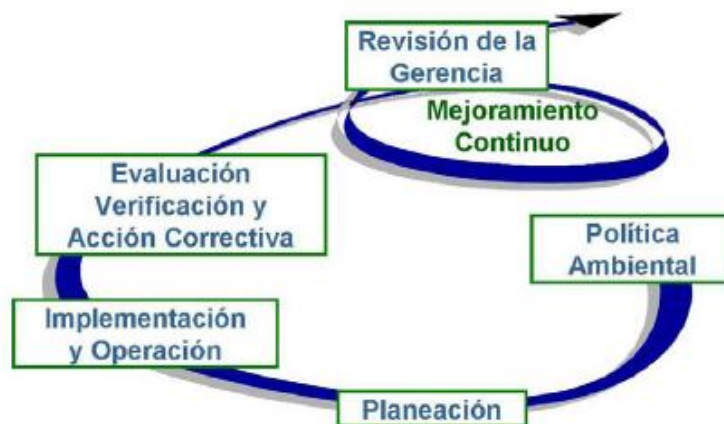 Revisión de la
Gerencia
Mejoramiento
Continuo
Evaluación
Verificación y
Acción Correctiva
Política
Ambiental
Implementación
y Operación
Planeación